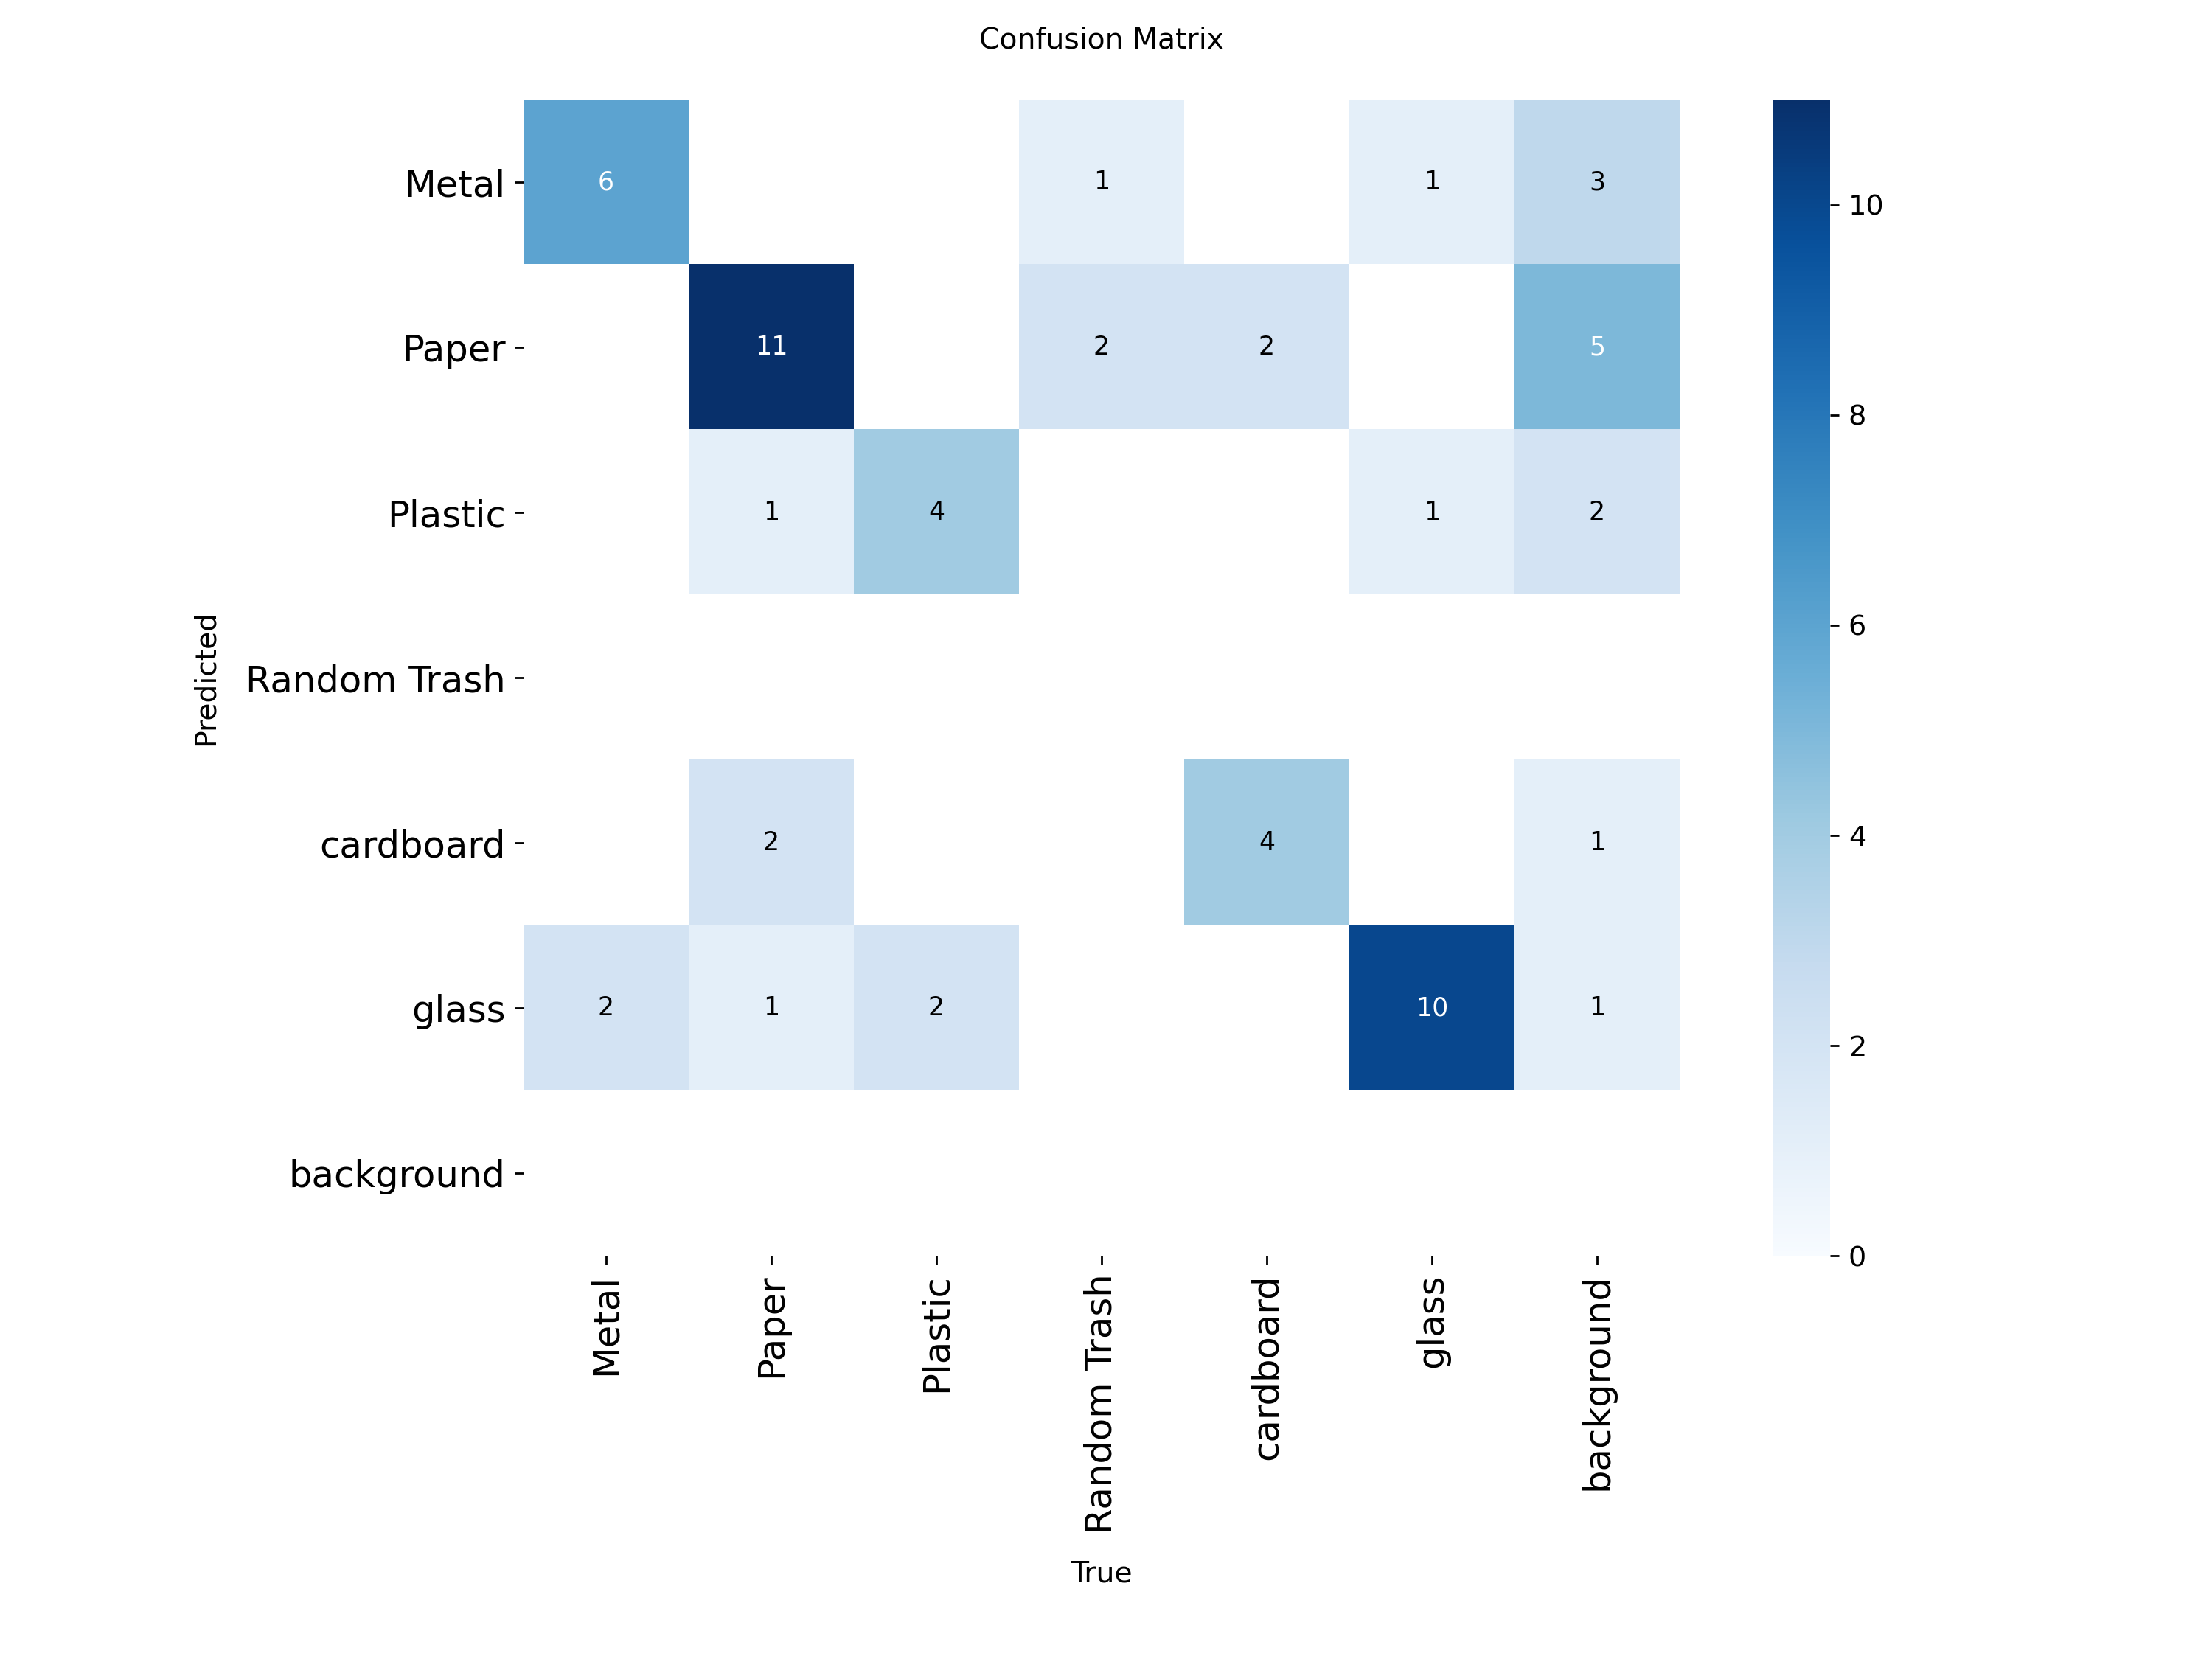 Confusion Matrix
Metal
6
1
1
3
10
Paper
11
2
2
5
8
Plastic
1
4
1
2
6
Predicted
Random Trash
cardboard
2
4
1
4
glass
2
1
2
10
1
2
background
0
Metal
Paper
Plastic
Random Trash
cardboard
glass
background
True